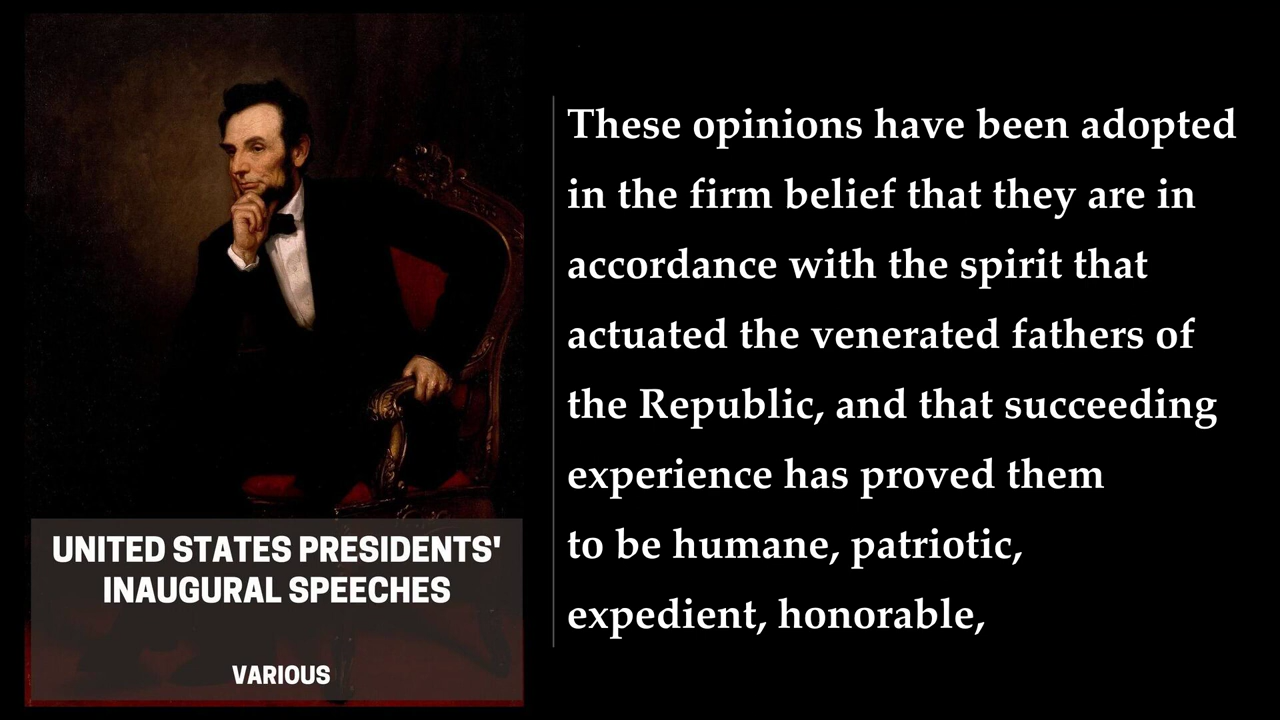 These opinions have been adopted
in the firm belief that they are in
accordance with the spirit that
actuated the venerated fathers of
the Republic, and that succeeding
experience has proved them
to be humane, patriotic,
expedient, honorable,
UNITED STATES PRESIDENTS'
INAUGURAL SPEECHES
VARIOUS